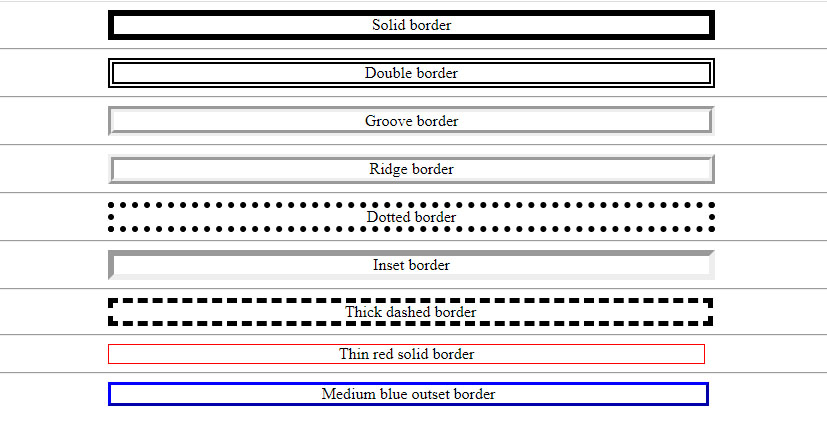 Solid border
Double border
Groove border
Ridge border
Dotted border
Inset border
Thick dashed border
Thin red solid border
Medium blue outset border